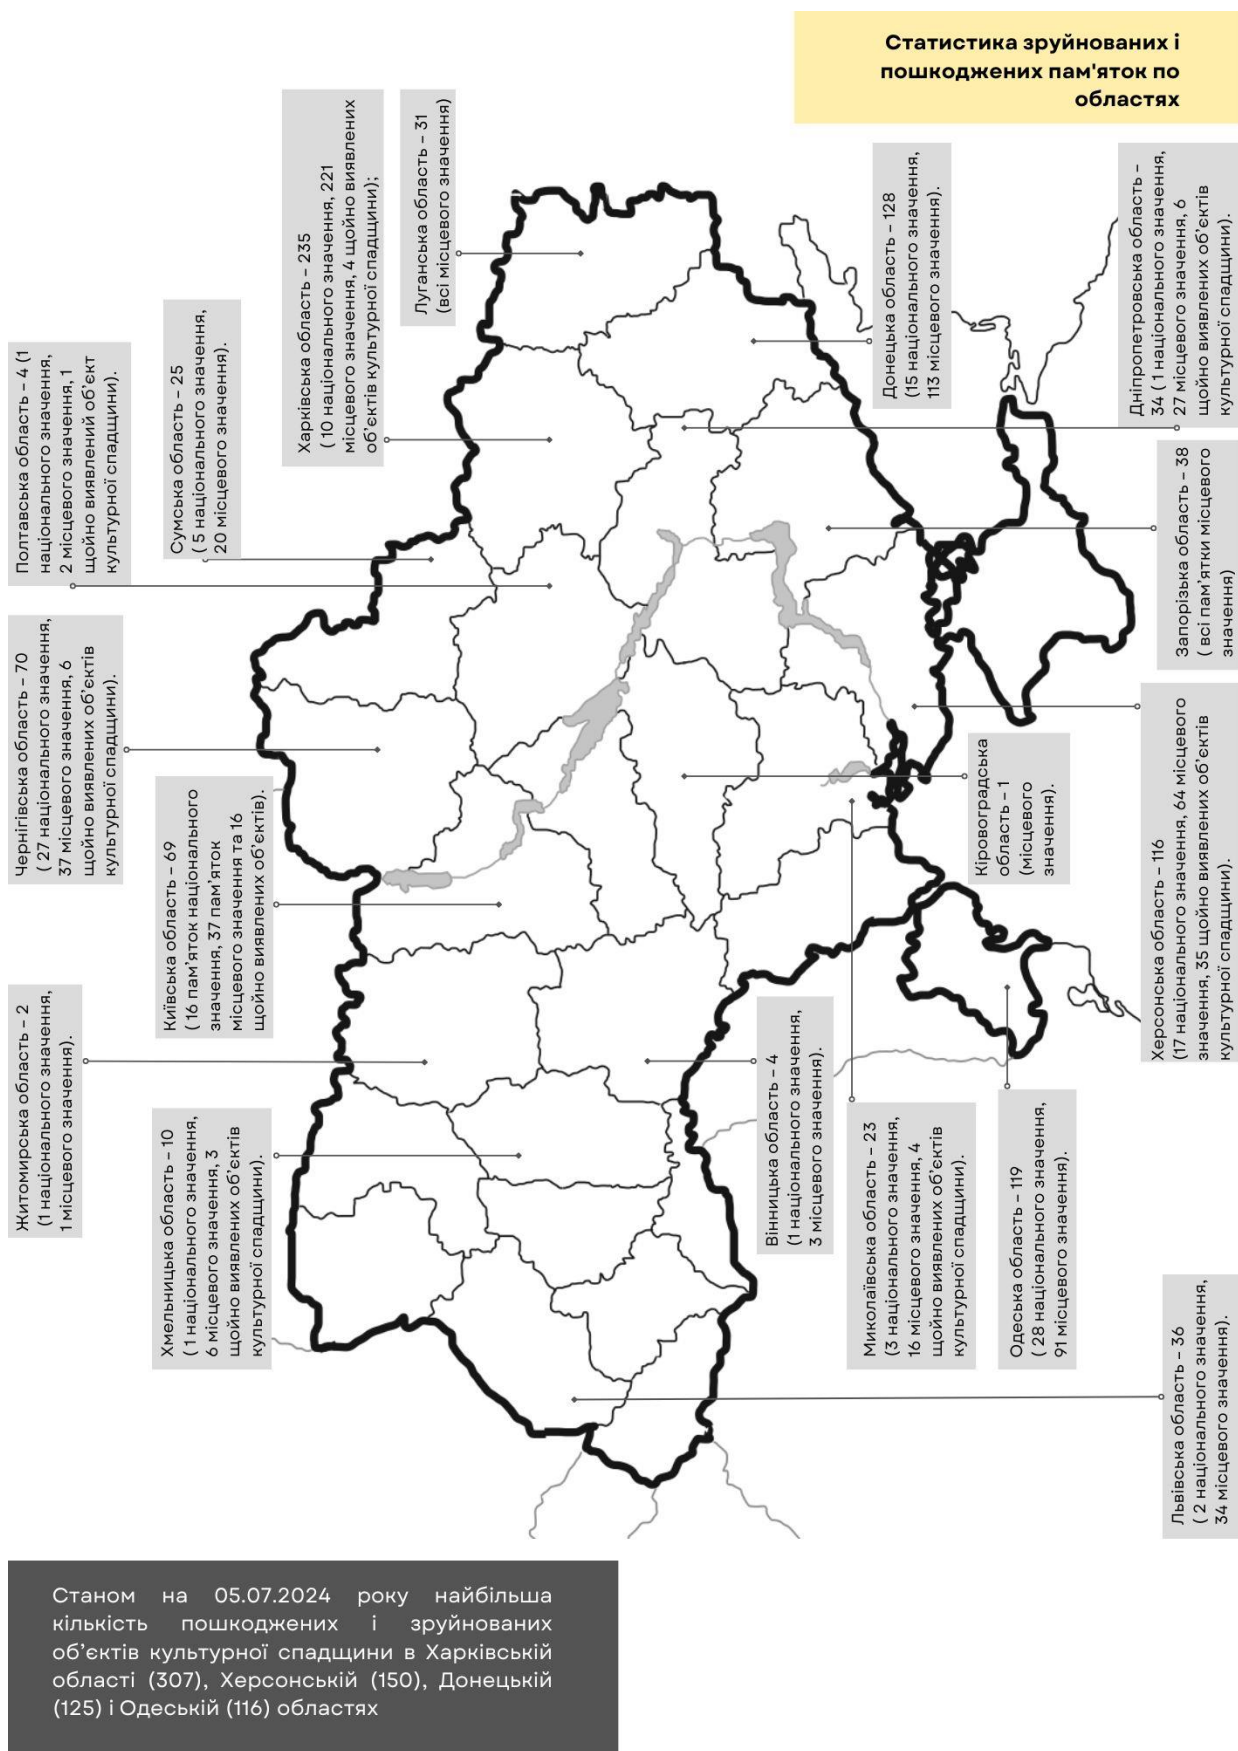 Статистика зруйнованих і
пошкоджених пам'яток по
областях
Полтавська область – 4 (1
національного значення,
2 місцевого значення, 1
щойно виявлений об'єкт
культурної спадщини).
Сумська область – 25
( 5 національного значення,
20 місцевого значення).
Харківська область – 235
( 10 національного значення, 221
місцевого значення, 4 щойно виявлених
об'єктів культурної спадщини);
Луганська область – 31
(всі місцевого значення)
Донецька область – 128
(15 національного значення,
113 місцевого значення).
Дніпропетровська область –
34 ( 1 національного значення,
27 місцевого значення, 6
щойно виявлених об'єктів
культурної спадщини).
Запорізька область – 38
( всі пам'ятки місцевого
значення)
Чернігівська область – 70
( 27 національного значення,
37 місцевого значення, 6
щойно виявлених об'єктів
культурної спадщини).
Київська область – 69
( 16 пам'яток національного
значення, 37 пам'яток
місцевого значення та 16
щойно виявлених об'єктів).
Кіровоградська
область – 1
(місцевого
значення).
Херсонська область – 116
(17 національного значення, 64 місцевого
значення, 35 щойно виявлених об'єктів
культурної спадщини).
Житомирська область – 2
(1 національного значення,
1 місцевого значення).
Хмельницька область – 10
( 1 національного значення,
6 місцевого значення, 3
щойно виявлених об'єктів
культурної спадщини).
Вінницька область – 4
(1 національного значення,
3 місцевого значення).
Миколаївська область – 23
(3 національного значення,
16 місцевого значення, 4
щойно виявлених об'єктів
культурної спадщини).
Одеська область – 119
( 28 національного значення,
91 місцевого значення).
Львівська область – 36
( 2 національного значення,
34 місцевого значення).
Станом на 05.07.2024 року найбільша
кількість пошкоджених і зруйнованих
об'єктів культурної спадщини в Харківській
області (307), Херсонській (150), Донецькій
(125) і Одеській (116) областях